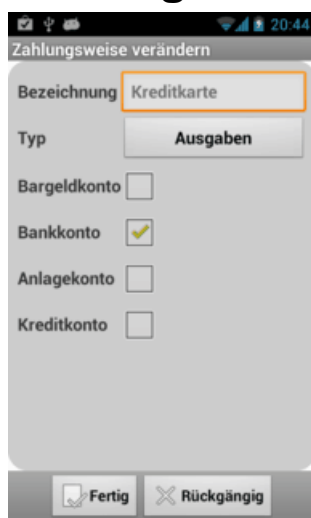 20:44
Zahlungsweise verändern
Bezeichnung Kreditkarte
Typ Ausgaben
Bargeldkonto
Bankkonto
Anlagekonto
Kreditkonto
Fertig Rückgängig